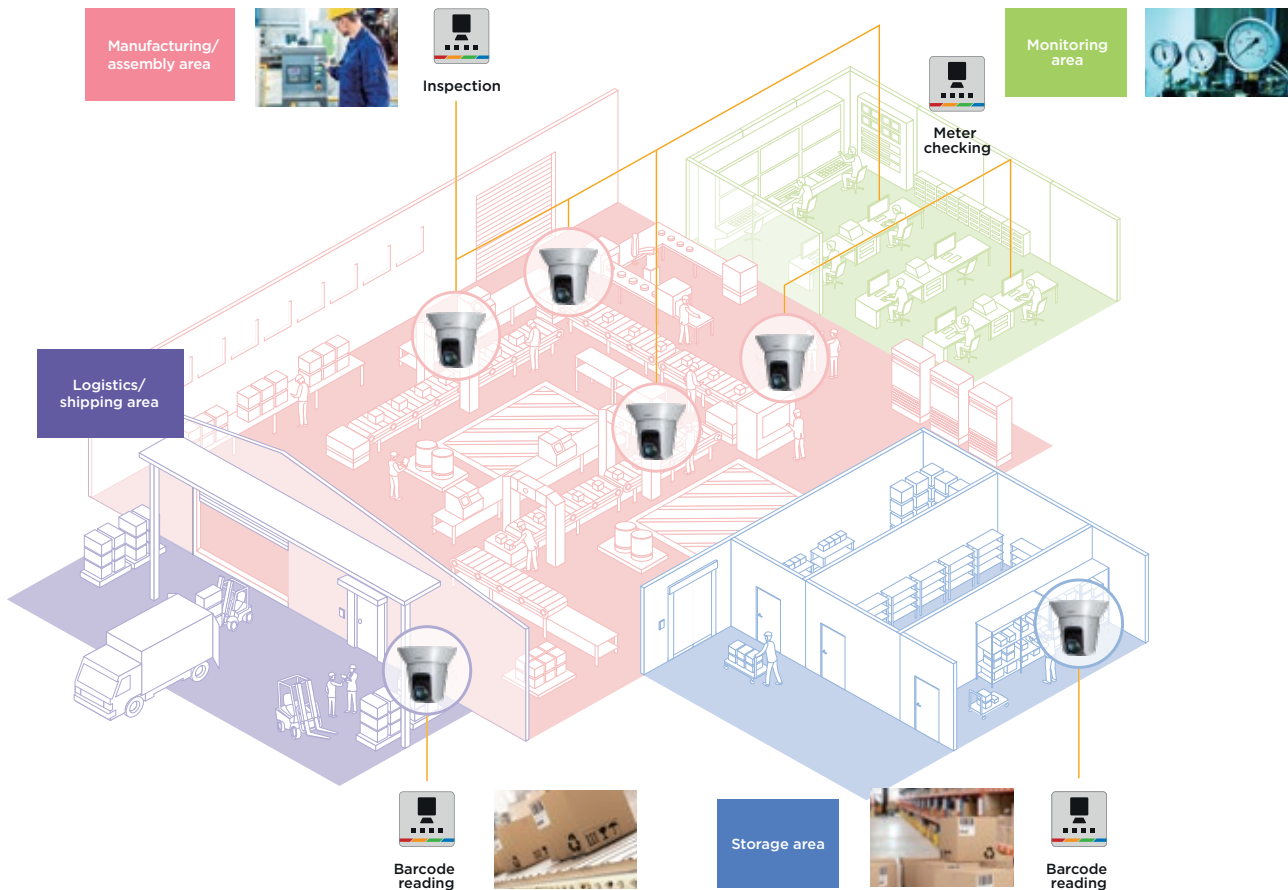 Manufacturing/
assembly area
Inspection
Monitoring
area
Meter
checking
Logistics/
shipping area
Barcode
reading
Storage area
Barcode
reading